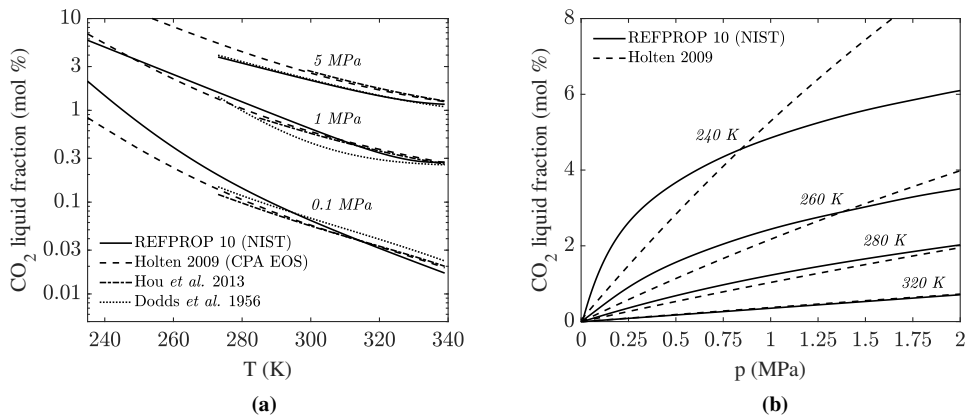 10
3
1
0.3
0.1
0.03
0.01
CO2 liquid fraction (mol %)
5 MPa
1 MPa
0.1 MPa
REFPROP 10 (NIST)
Holten 2009 (CPA EOS)
Hou et al. 2013
Dodds et al. 1956
240 260 280 300 320 340
T (K)
(a)
8
6
4
2
0
CO2 liquid fraction (mol %)
REFPROP 10 (NIST)
Holten 2009
240 K
260 K
280 K
320 K
0 0.25 0.5 0.75 1 1.25 1.5 1.75 2
p (MPa)
(b)